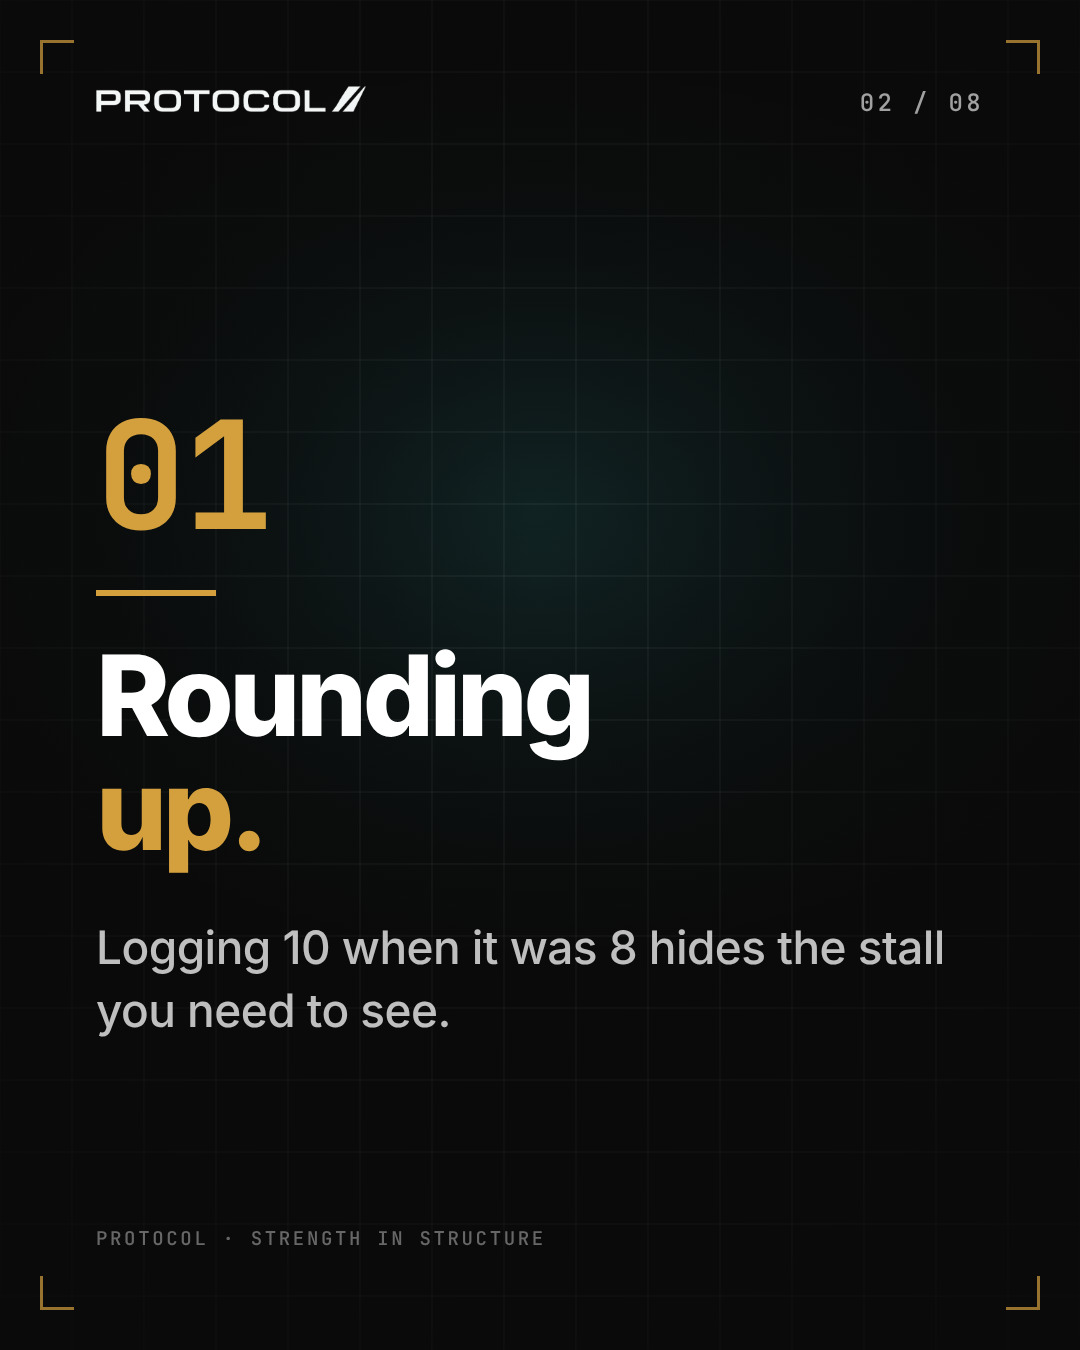 PROTOCOL
02 / 08
01
Rounding
up.
Logging 10 when it was 8 hides the stall
you need to see.
PROTOCOL · STRENGTH IN STRUCTURE